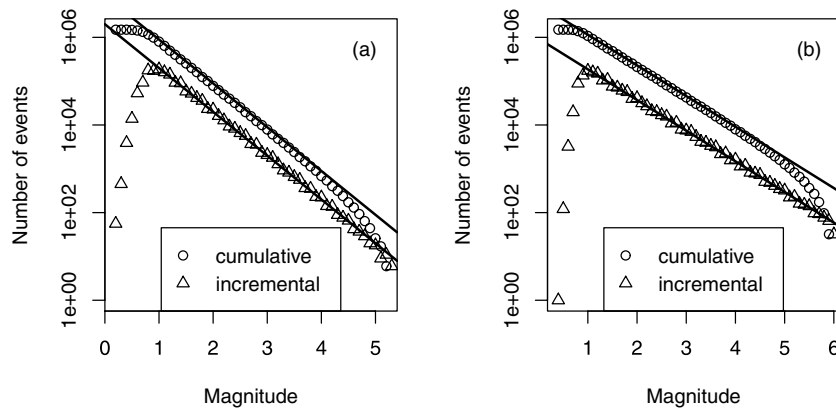 (a)
Number of events
1e+06
1e+04
1e+02
1e+00
cumulative
incremental
0 1 2 3 4 5
Magnitude
(b)
Number of events
1e+06
1e+04
1e+02
1e+00
cumulative
incremental
1 2 3 4 5 6
Magnitude